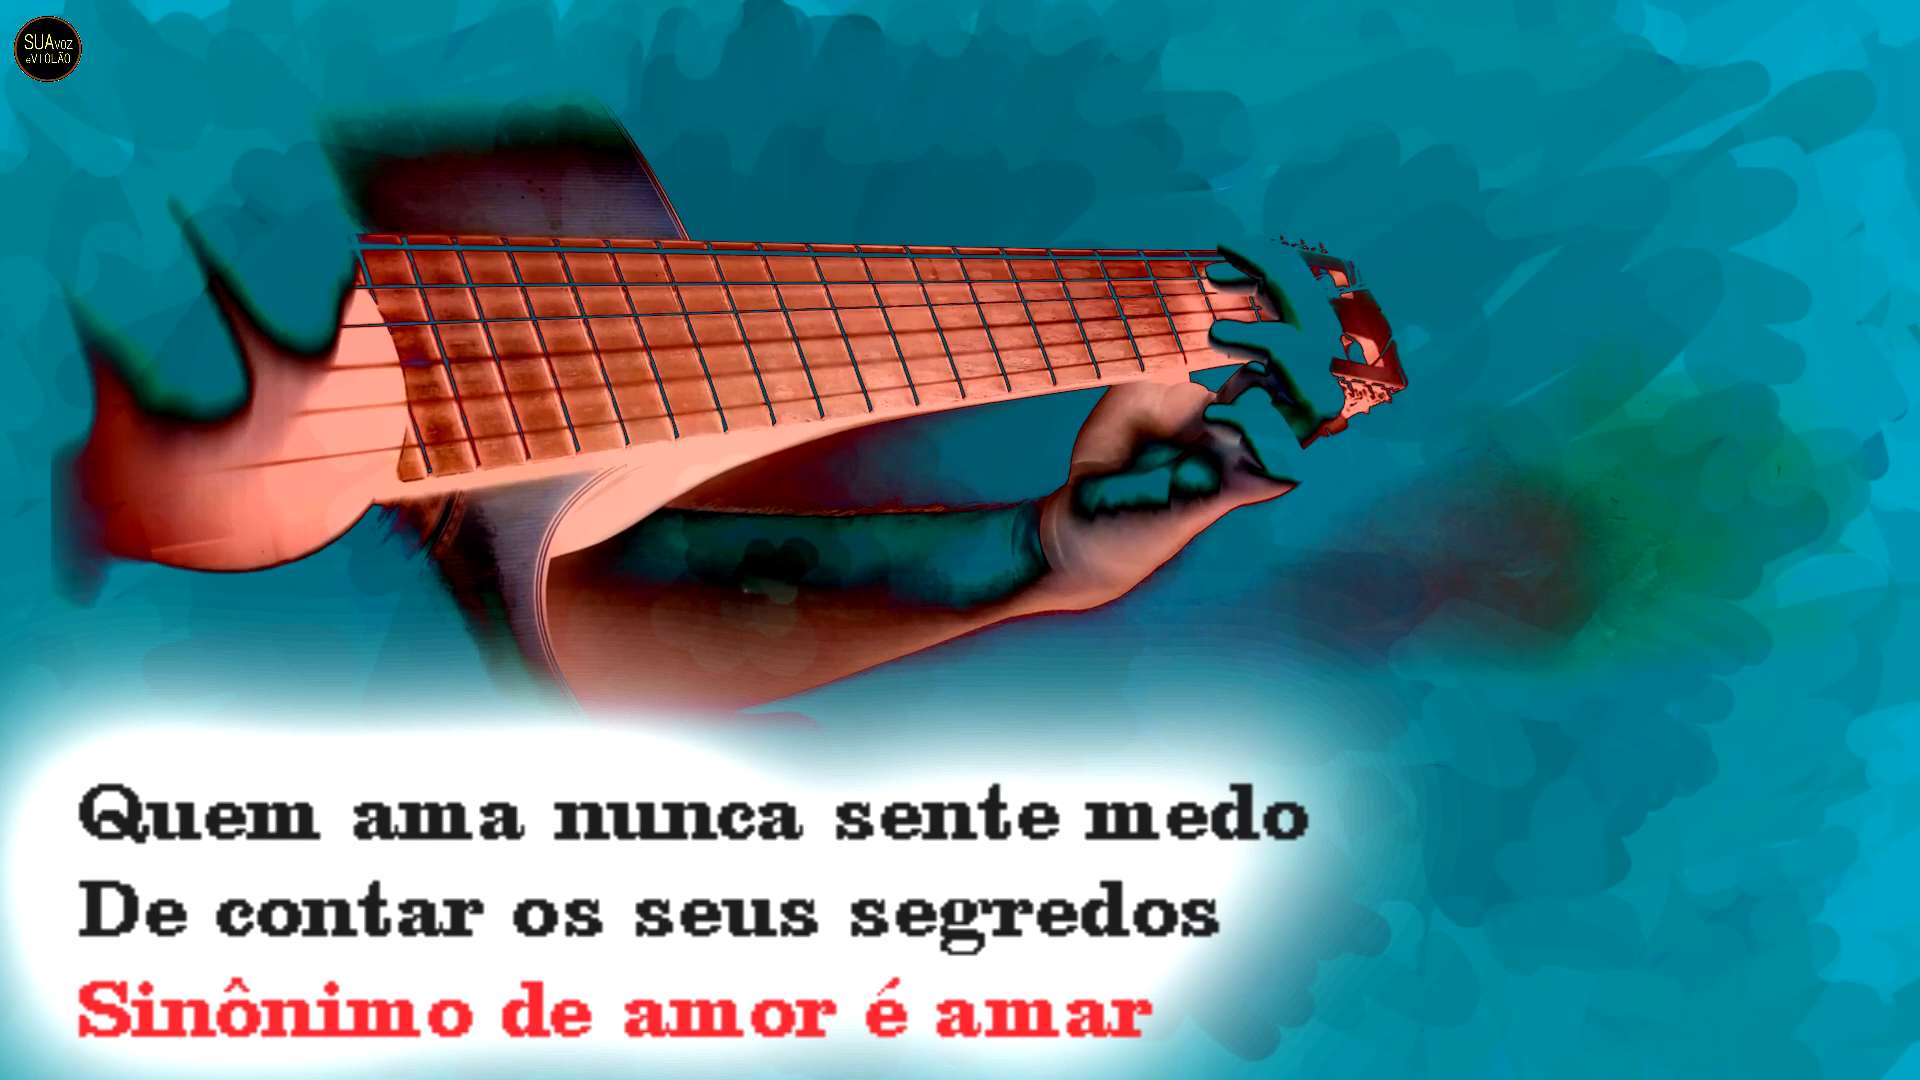 SUAVOZ
eVIOLÃO
Quem ama nunca sente medo
De contar os seus segredos
Sinônimo de amor é amar